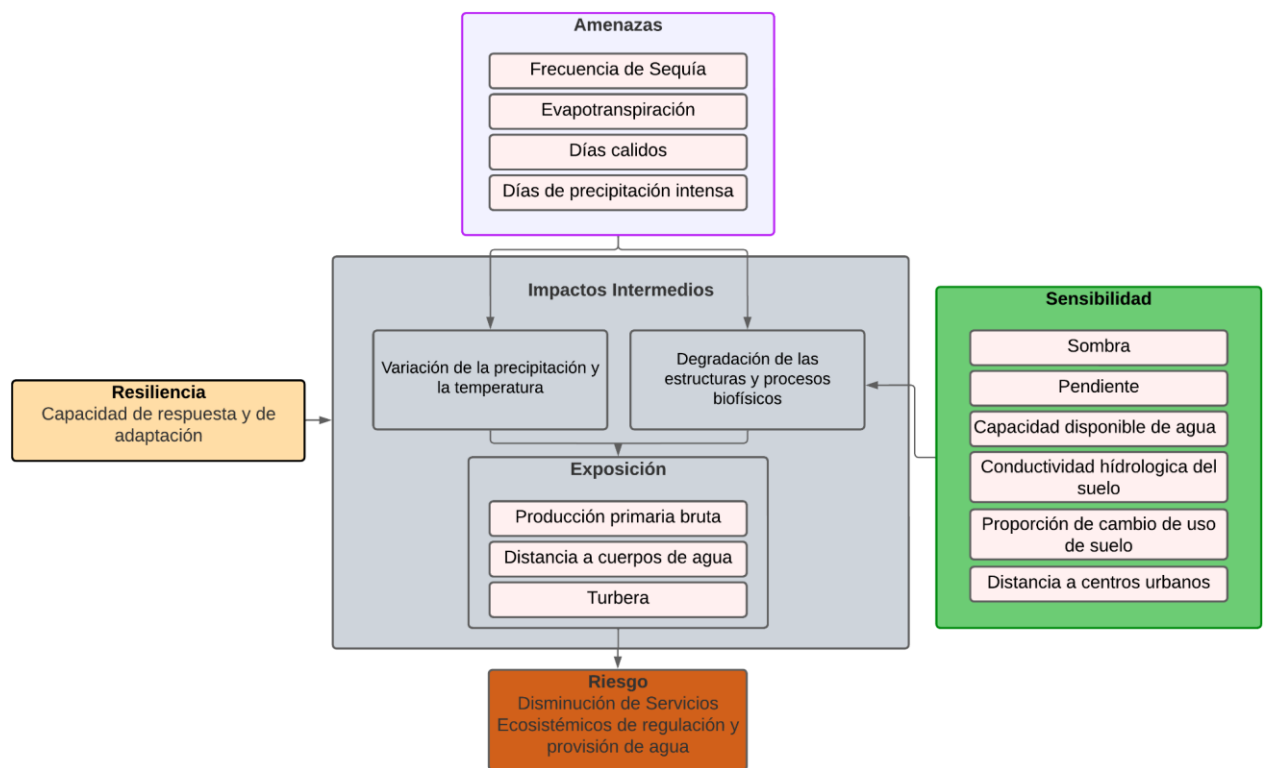 Amenazas
Frecuencia de Sequía
Evapotranspiración
Días calidos
Días de precipitación intensa
Impactos Intermedios
Variación de la precipitación y
la temperatura
Degradación de las
estructuras y procesos
biofísicos
Resiliencia
Capacidad de respuesta y de
adaptación
Exposición
Producción primaria bruta
Distancia a cuerpos de agua
Turbera
Sensibilidad
Sombra
Pendiente
Capacidad disponible de agua
Conductividad hídrologica del
suelo
Proporción de cambio de uso
de suelo
Distancia a centros urbanos
Riesgo
Disminución de Servicios
Ecosistémicos de regulación y
provisión de agua